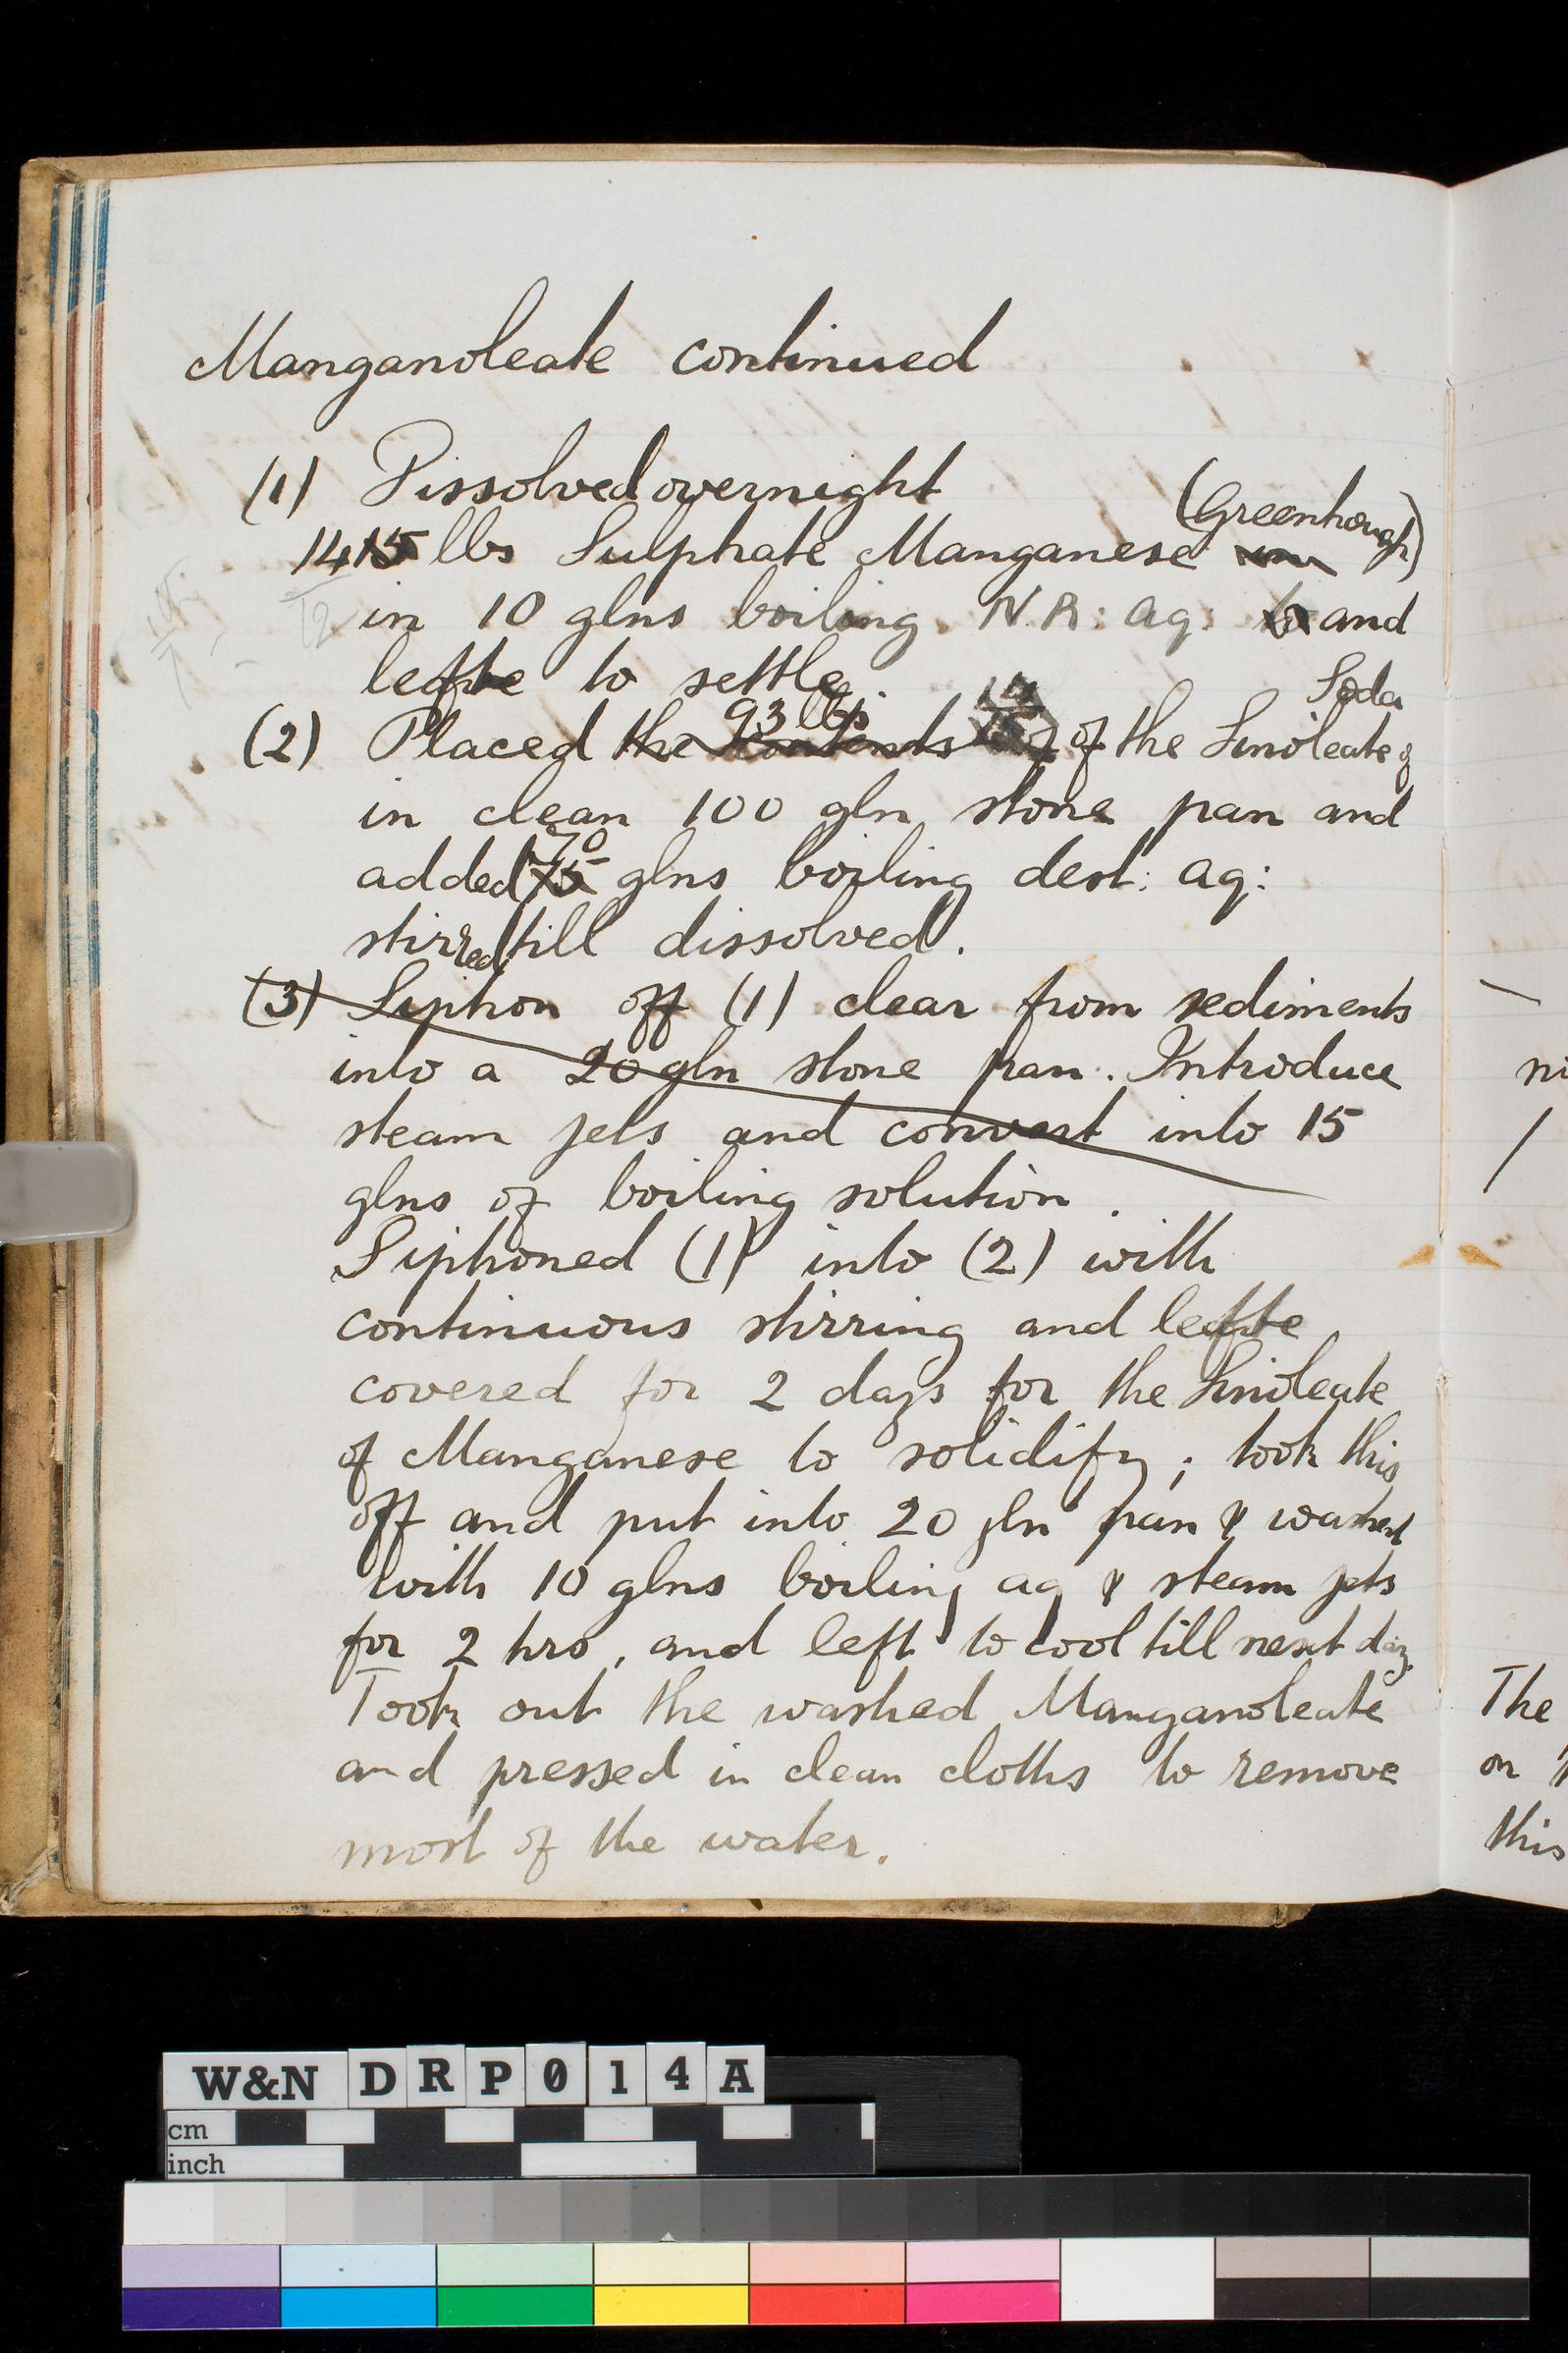 Manganoleate continued
(1) Dissolved overnight
(Greenhough)
14 15 lbs Sulphate Manganese in
in 10 glns boiling N.R: aq: to and
left to settle.
93 lbs Soda
(2) Placed the contents of of the Linoleate of
in clean 100 gln stone pan and
70
added 75 glns boiling dest: aq:
stirred till dissolved.
(3) Siphon off (1) clear from sediments
into a 20 gln stone pan. Introduce
steam jets and convert into 15
glns of boiling solution.
Siphoned (1) into (2) with
continuous stirring and left
covered for 2 days for the Linoleate
of Manganese to solidify; took this
off and put into 20 gln pan & washed
with 10 glns boiling aq & steam jets
for 2 hrs, and left to cool till next day.
Took out the washed Manganoleate
and pressed in clean cloths to remove
most of the water.
The
on
this
W&N DRP014A
cm
inch